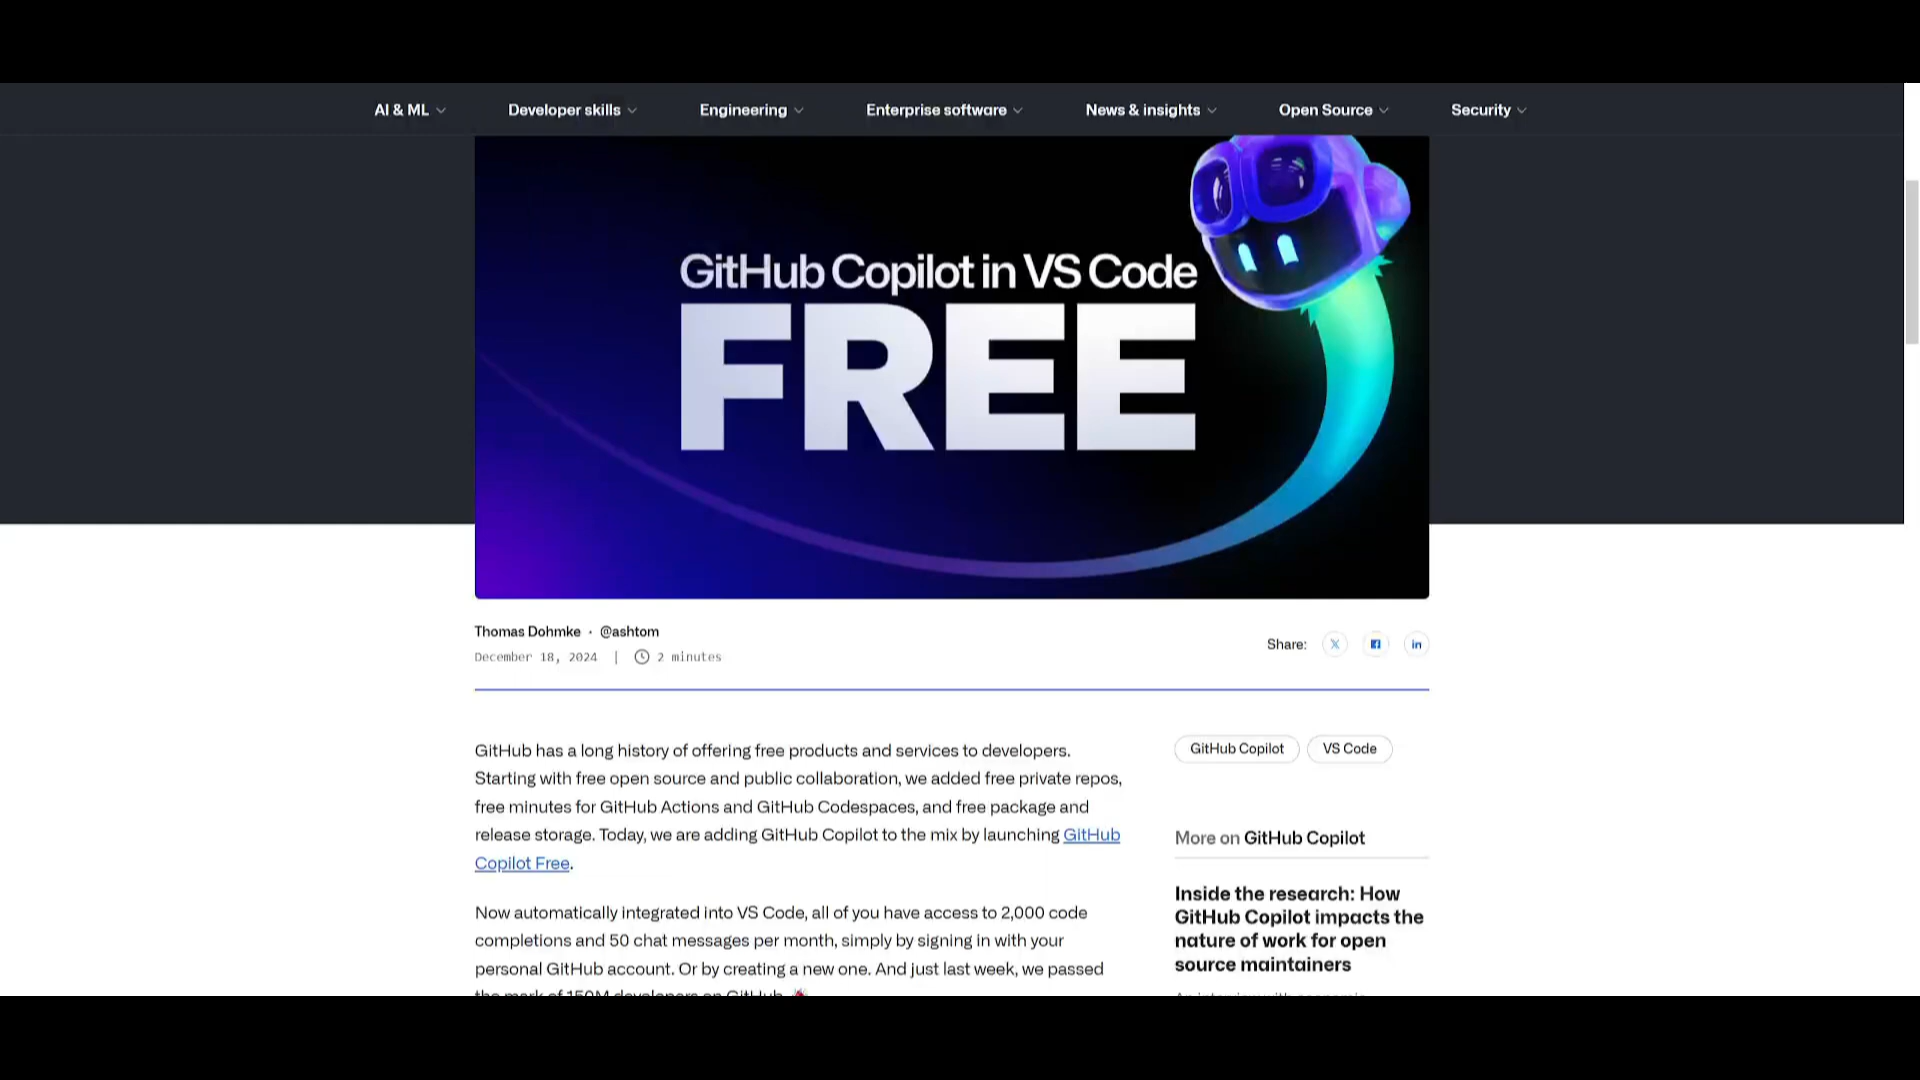 AI & ML
Developer skills
Engineering
Enterprise software
News & insights
Open Source
Security
GitHub Copilot in VS Code
FREE
Thomas Dohmke · @ashtom
December 18, 2024 | 2 minutes
Share:
GitHub has a long history of offering free products and services to developers.
Starting with free open source and public collaboration, we added free private repos,
free minutes for GitHub Actions and GitHub Codespaces, and free package and
release storage. Today, we are adding GitHub Copilot to the mix by launching GitHub
Copilot Free.
Now automatically integrated into VS Code, all of you have access to 2,000 code
completions and 50 chat messages per month, simply by signing in with your
personal GitHub account. Or by creating a new one. And just last week, we passed
the mark of 150M developers on GitHub
GitHub Copilot
VS Code
More on GitHub Copilot
Inside the research: How
GitHub Copilot impacts the
nature of work for open
source maintainers